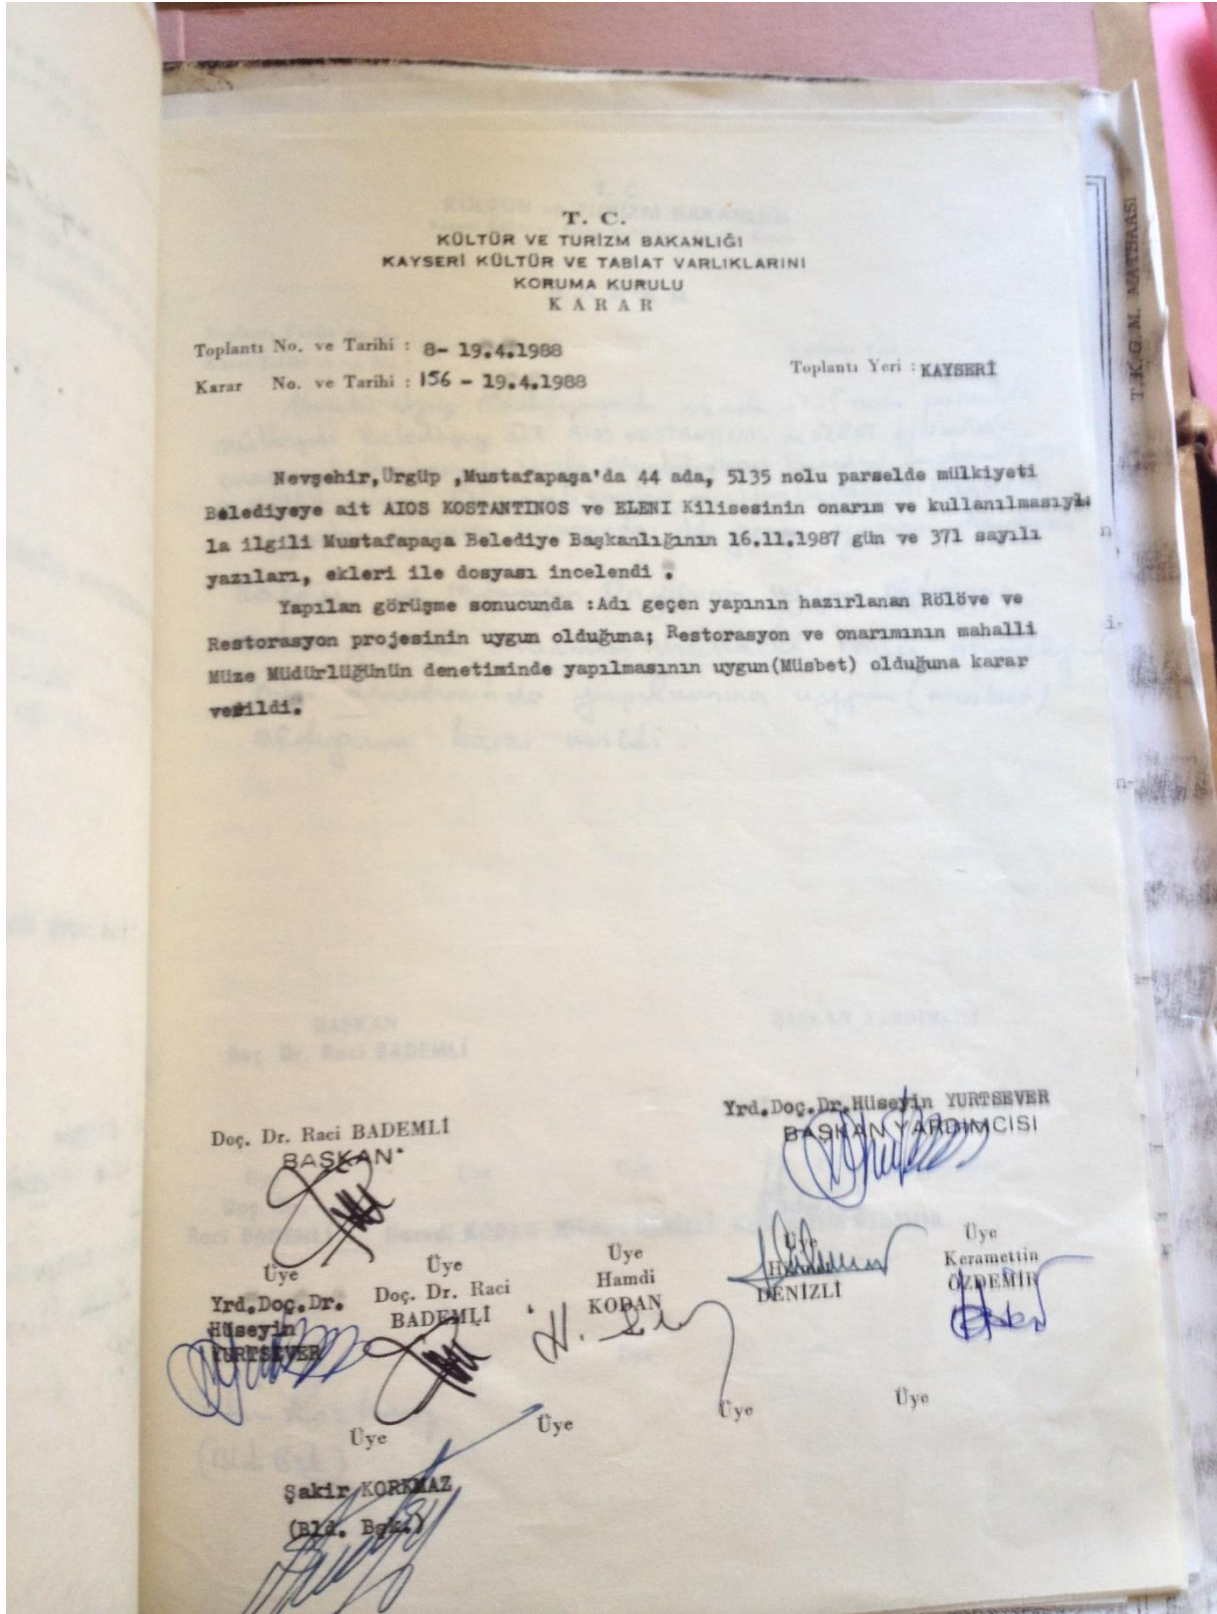 T. C.
KÜLTÜR VE TURİZM BAKANLIĞI
KAYSERİ KÜLTÜR VE TABİAT VARLIKLARINI
KORUMA KURULU
KARAR
Toplantı No. ve Tarihi : 8- 19.4.1988
Toplantı Yeri : KAYSERİ
Karar No. ve Tarihi : 156 - 19.4.1988
Nevşehir,Ürgüp ,Mustafapaşa'da 44 ada, 5135 nolu parselde mülkiyeti
Belediyeye ait AIOS KOSTANTINOS ve ELENI Kilisesinin onarım ve kullanılmasıyl
la ilgili Mustafapaşa Belediye Başkanlığının 16.11.1987 gün ve 371 sayılı
yazıları, ekleri ile dosyası incelendi .
Yapılan görüşme sonucunda :Adı geçen yapının hazırlanan Rölöve ve
Restorasyon projesinin uygun olduğuna; Restorasyon ve onarımının mahalli
Müze Müdürlüğünün denetiminde yapılmasının uygun(Müsbet) olduğuna karar
verildi.
Doç. Dr. Raci BADEMLİ
BAŞKAN
Yrd.Doç.Dr.Hüseyin YURTSEVER
BAŞKAN YARDIMCISI
Üye
Yrd.Doç.Dr.
Hüseyin
YURTSEVER
Üye
Doç. Dr. Raci
BADEMLİ
Üye
Hamdi
KODAN
Üye
DENİZLİ
Üye
Keramettin
ÖZDEMİR
Üye
Üye
Üye
Üye
Şakir KORKMAZ
(Bld. Bşk.)
T.K.G.M. MATBAASI